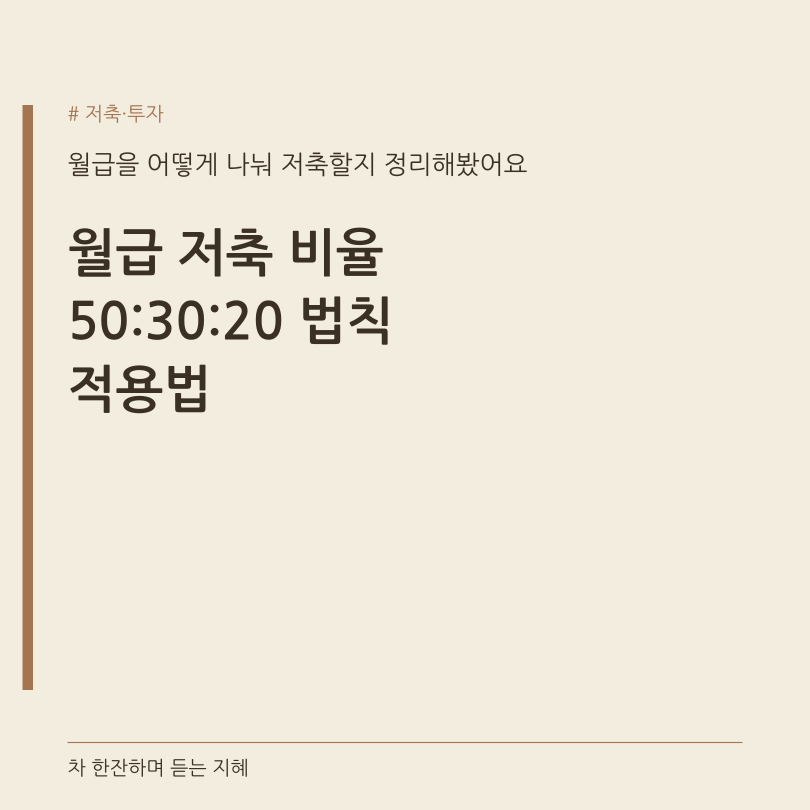 # 저축·투자
월급을 어떻게 나눠 저축할지 정리해봤어요
월급 저축 비율
50:30:20 법칙
적용법
차 한잔하며 듣는 지혜